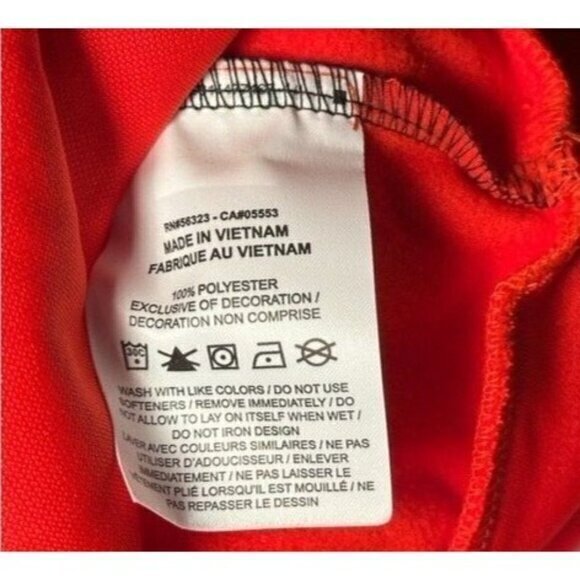 RN#56323 - CA#05553
MADE IN VIETNAM
FABRIQUE AU VIETNAM
100% POLYESTER
EXCLUSIVE OF DECORATION /
DECORATION NON COMPRISE
30C
WASH WITH LIKE COLORS / DO NOT USE
SOFTENERS / REMOVE IMMEDIATELY / DO
NOT ALLOW TO LAY ON ITSELF WHEN WET /
DO NOT IRON DESIGN
LAVER AVEC COULEURS SIMILAIRES / NE PAS
UTILISER D'ADOUCISSEUR / ENLEVER
IMMEDIATEMENT / NE PAS LAISSER LE
VÊTEMENT PLIÉ LORSQU'IL EST MOUILLÉ / NE
PAS REPASSER LE DESSIN